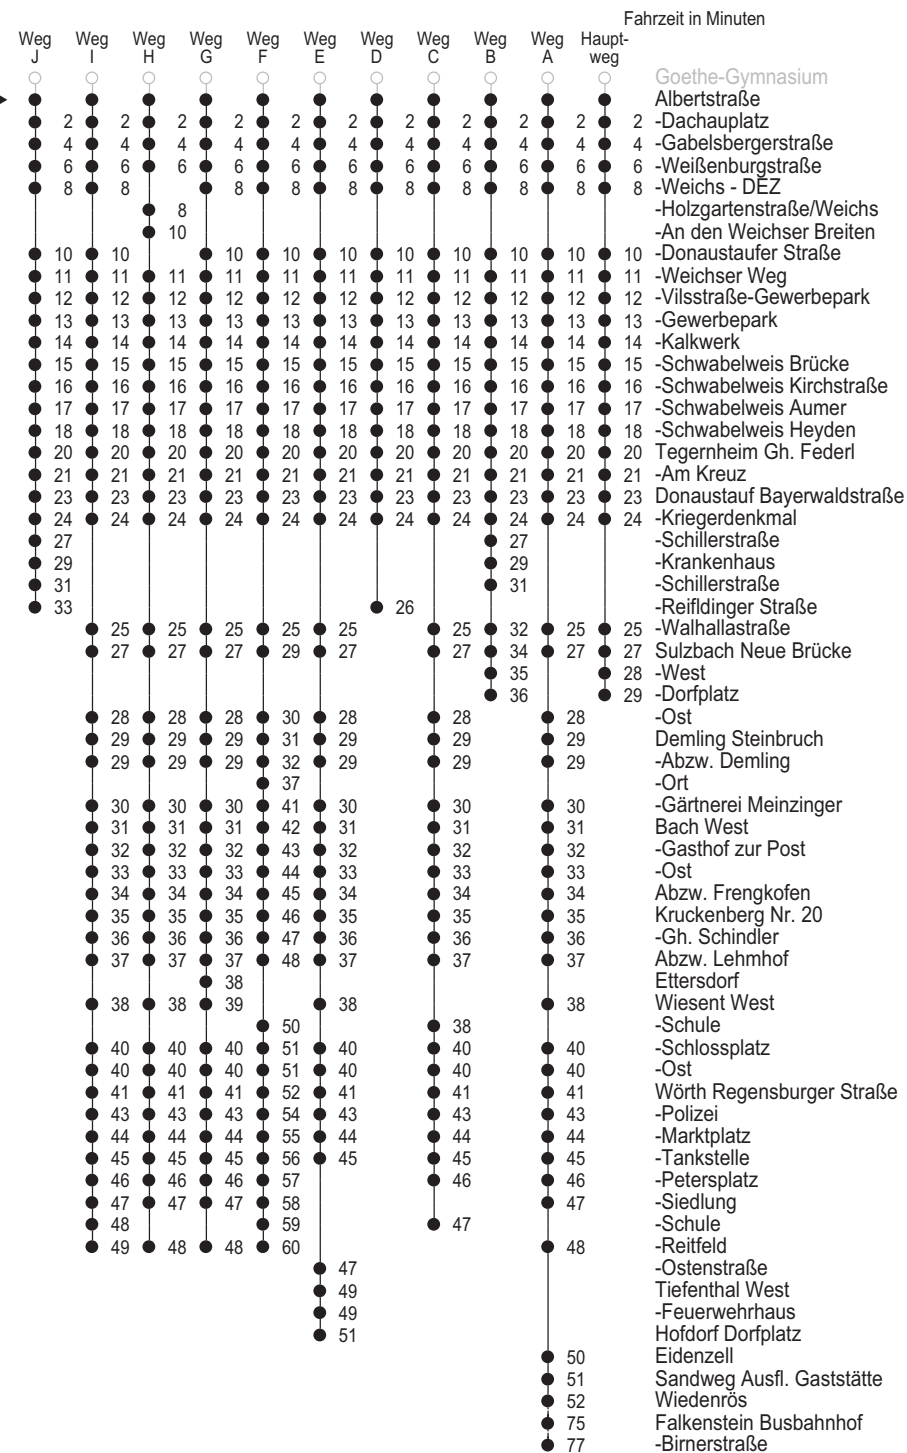 Fahrzeit in Minuten
Weg Weg Weg Weg Weg Weg Weg Weg Weg Weg Haupt-
J I H G F E D C B A weg
Goethe-Gymnasium
Albertstraße
2 2 2 2 2 2 2 2 2 2 2 -Dachauplatz
4 4 4 4 4 4 4 4 4 4 4 -Gabelsbergerstraße
6 6 6 6 6 6 6 6 6 6 6 -Weißenburgstraße
8 8 8 8 8 8 8 8 8 8 -Weichs - DEZ
8 -Holzgartenstraße/Weichs
10 -An den Weichser Breiten
10 10 10 10 10 10 10 10 10 10 -Donaustaufer Straße
11 11 11 11 11 11 11 11 11 11 11 -Weichser Weg
12 12 12 12 12 12 12 12 12 12 12 -Vilsstraße-Gewerbepark
13 13 13 13 13 13 13 13 13 13 13 -Gewerbepark
14 14 14 14 14 14 14 14 14 14 14 -Kalkwerk
15 15 15 15 15 15 15 15 15 15 15 -Schwabelweis Brücke
16 16 16 16 16 16 16 16 16 16 16 -Schwabelweis Kirchstraße
17 17 17 17 17 17 17 17 17 17 17 -Schwabelweis Aumer
18 18 18 18 18 18 18 18 18 18 18 -Schwabelweis Heyden
20 20 20 20 20 20 20 20 20 20 20 Tegernheim Gh. Federl
21 21 21 21 21 21 21 21 21 21 21 -Am Kreuz
23 23 23 23 23 23 23 23 23 23 23 Donaustauf Bayerwaldstraße
24 24 24 24 24 24 24 24 24 24 24 -Kriegerdenkmal
27 27 -Schillerstraße
29 29 -Krankenhaus
31 31 -Schillerstraße
33 26 -Reifldinger Straße
25 25 25 25 25 25 32 25 25 -Walhallastraße
27 27 27 29 27 27 34 27 27 Sulzbach Neue Brücke
35 28 -West
36 29 -Dorfplatz
28 28 28 30 28 28 28 -Ost
29 29 29 31 29 29 29 Demling Steinbruch
29 29 29 32 29 29 29 -Abzw. Demling
37 -Ort
30 30 30 41 30 30 30 -Gärtnerei Meinzinger
31 31 31 42 31 31 31 Bach West
32 32 32 43 32 32 32 -Gasthof zur Post
33 33 33 44 33 33 33 -Ost
34 34 34 45 34 34 34 Abzw. Frengkofen
35 35 35 46 35 35 35 Kruckenberg Nr. 20
36 36 36 47 36 36 36 -Gh. Schindler
37 37 37 48 37 37 37 Abzw. Lehmhof
38 Ettersdorf
38 38 39 38 38 Wiesent West
50 38 -Schule
40 40 40 51 40 40 40 -Schlossplatz
40 40 40 51 40 40 40 -Ost
41 41 41 52 41 41 41 Wörth Regensburger Straße
43 43 43 54 43 43 43 -Polizei
44 44 44 55 44 44 44 -Marktplatz
45 45 45 56 45 45 45 -Tankstelle
46 46 46 57 46 46 -Petersplatz
47 47 47 58 47 -Siedlung
48 59 47 -Schule
49 48 48 60 48 -Reitfeld
47 -Ostenstraße
49 Tiefenthal West
49 -Feuerwehrhaus
51 Hofdorf Dorfplatz
50 Eidenzell
51 Sandweg Ausfl. Gaststätte
52 Wiedenrös
75 Falkenstein Busbahnhof
77 -Birnerstraße